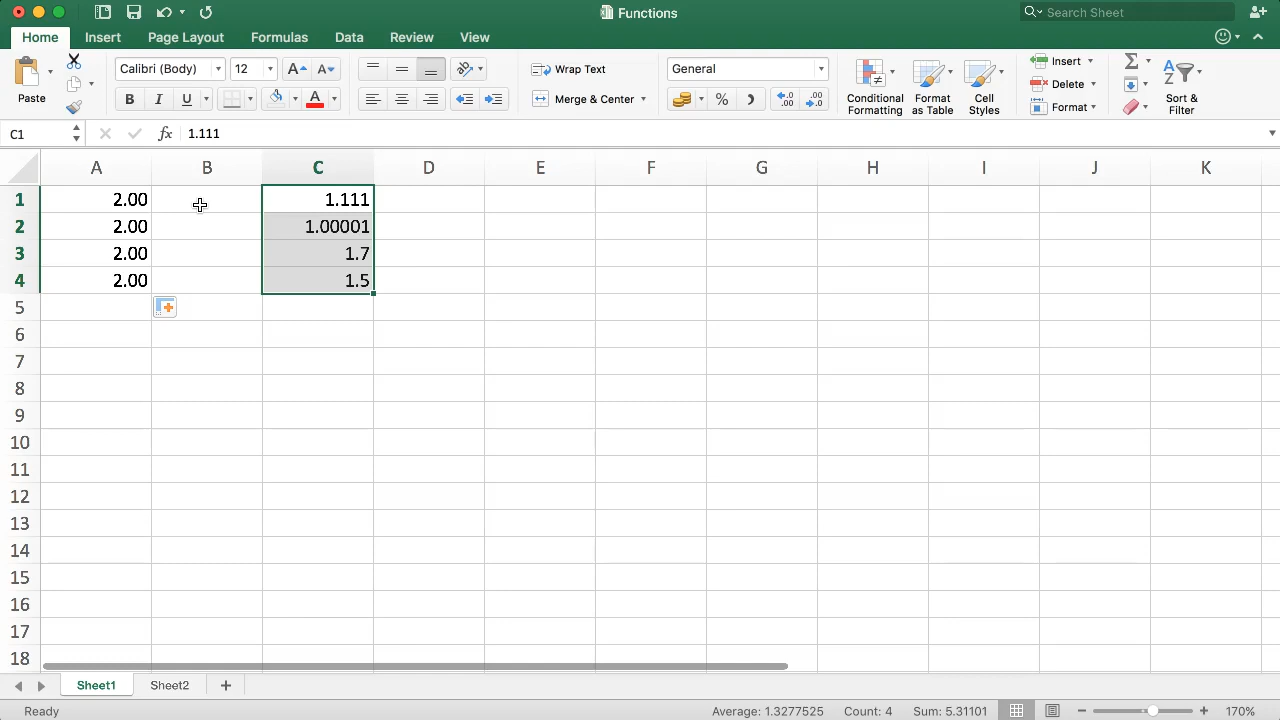 Functions
Search Sheet
Home Insert Page Layout Formulas Data Review View
Paste
Calibri (Body) 12
B I U A
Wrap Text
Merge & Center
General
%
Conditional Formatting
Format as Table
Cell Styles
Insert
Delete
Format
Sort & Filter
C1 fx 1.111
A B C D E F G H I J K
1 2.00 1.111
2 2.00 1.00001
3 2.00 1.7
4 2.00 1.5
5
6
7
8
9
10
11
12
13
14
15
16
17
18
Sheet1 Sheet2 +
Ready Average: 1.3277525 Count: 4 Sum: 5.31101 170%